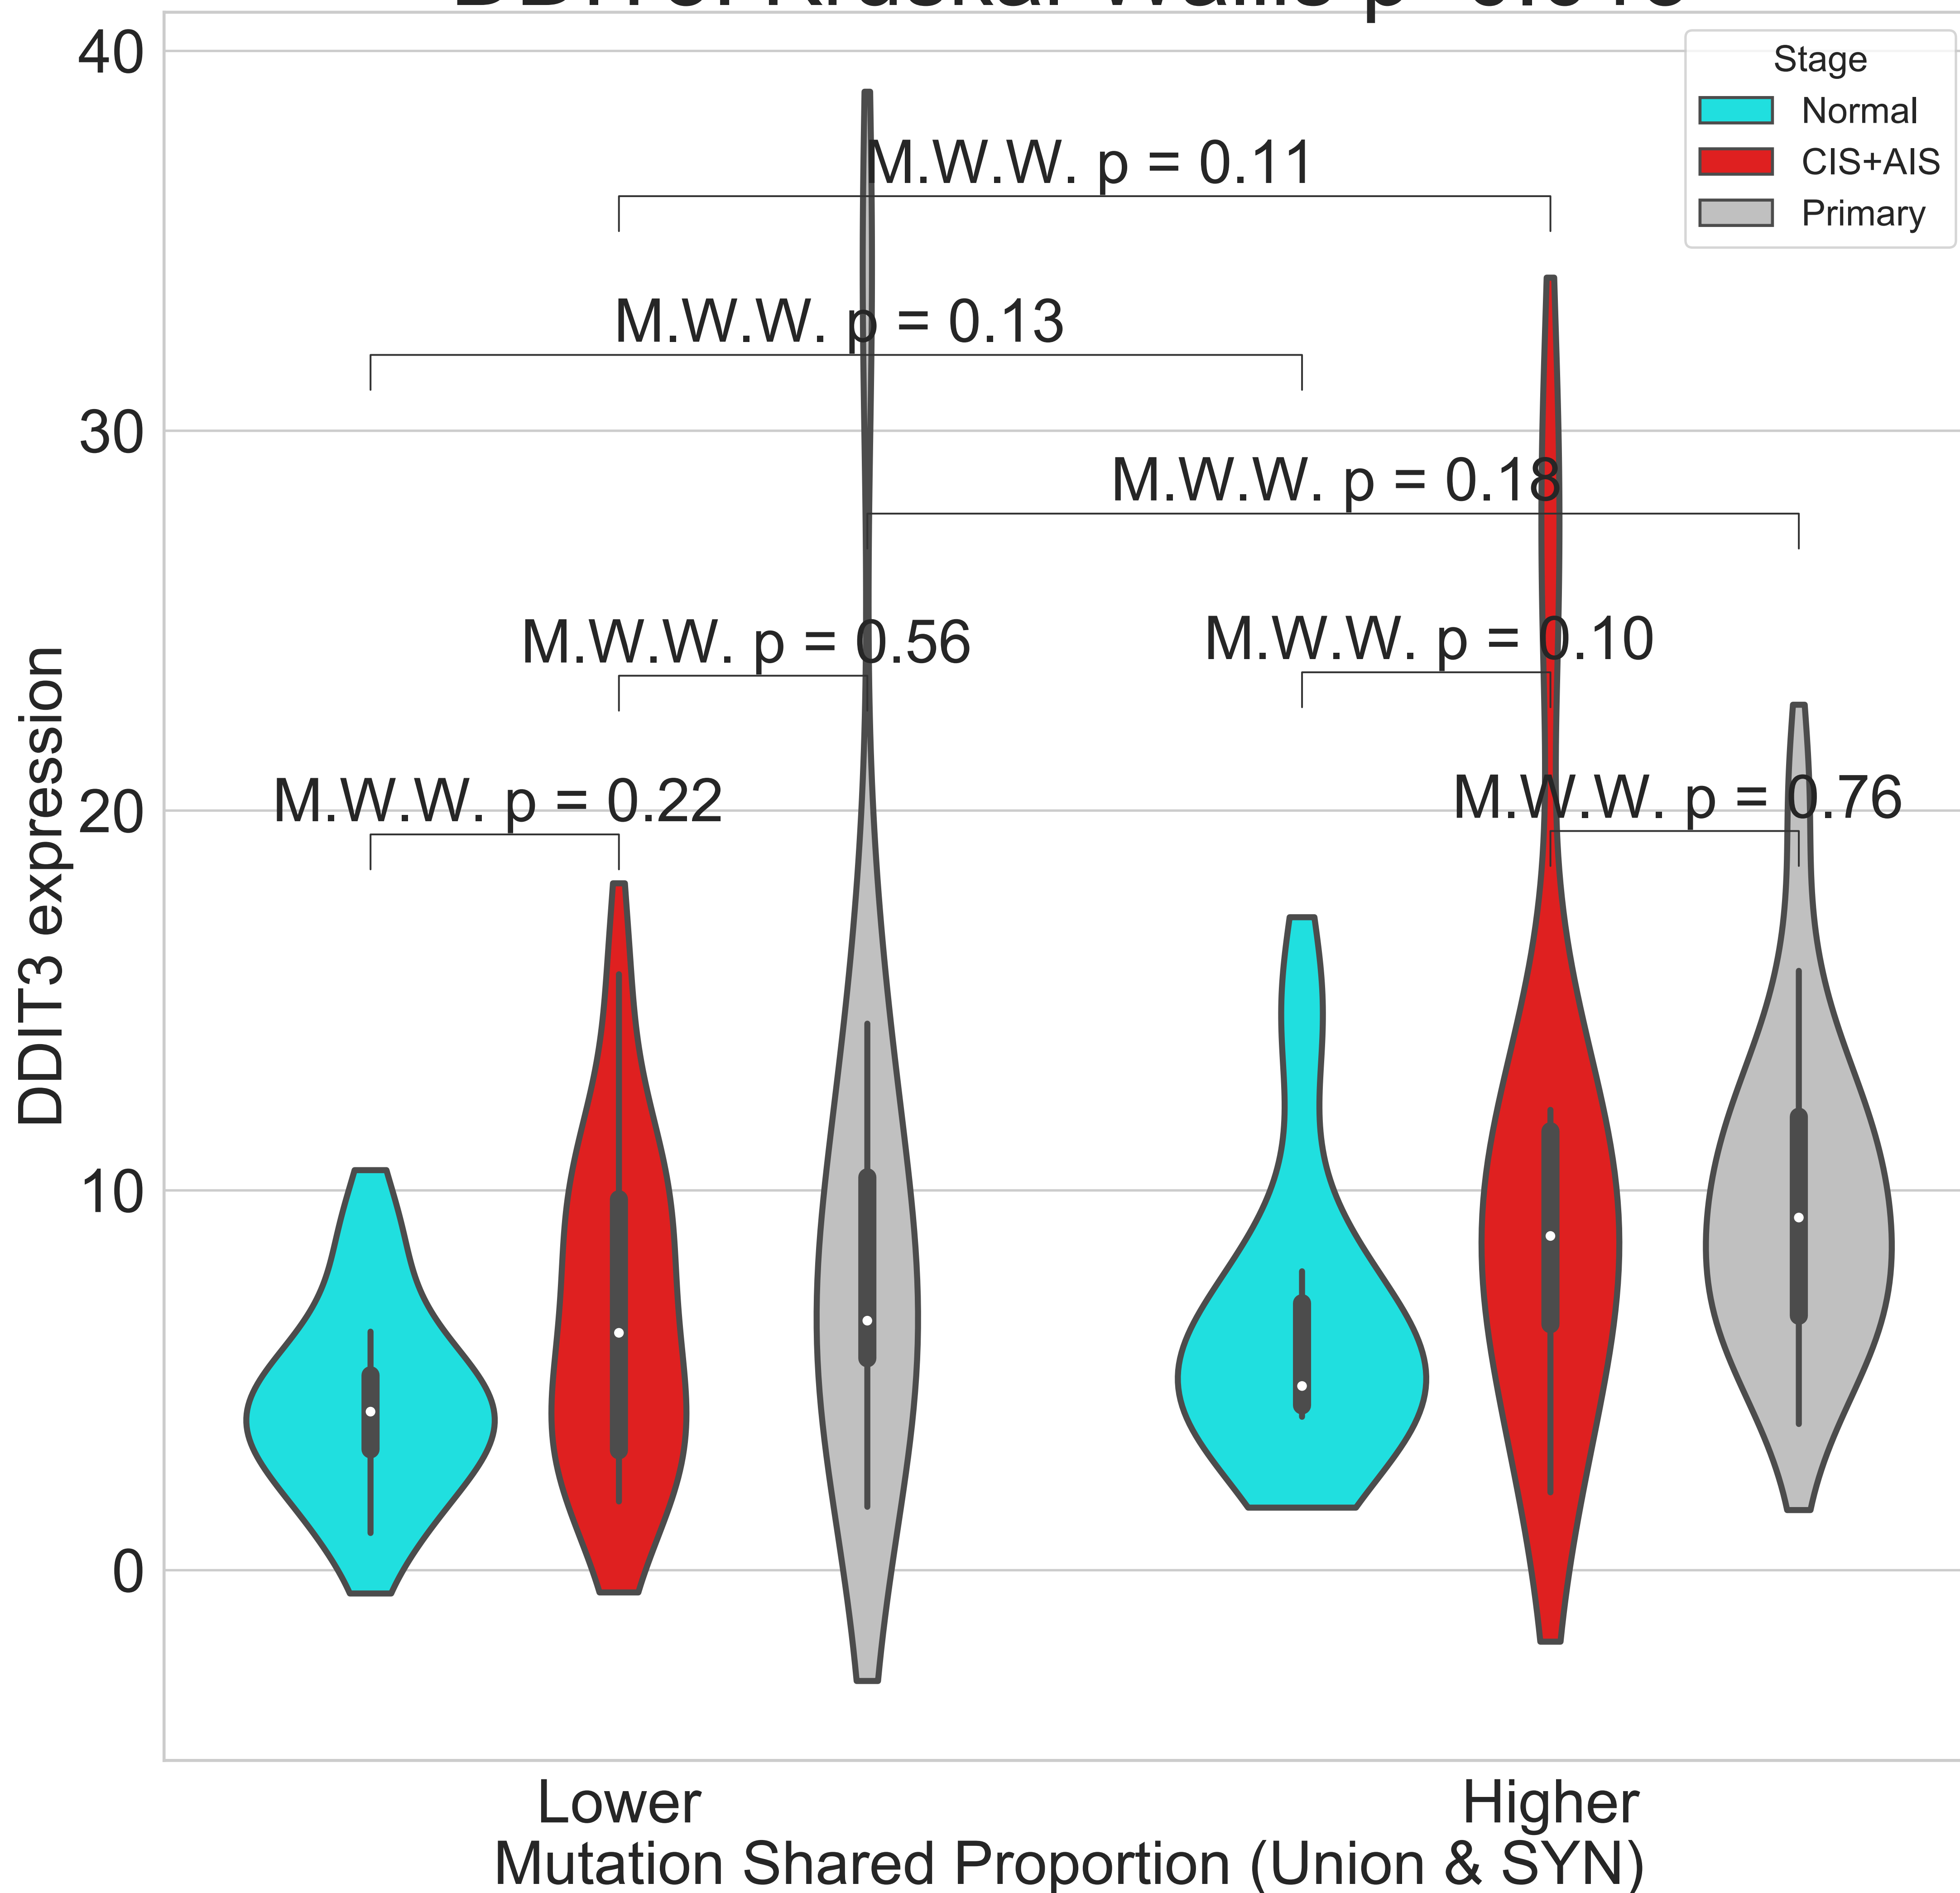 40
30
20
10
0
DDIT3 expression
Stage
Normal
CIS+AIS
Primary
M.W.W. p = 0.11
M.W.W. p = 0.13
M.W.W. p = 0.18
M.W.W. p = 0.56
M.W.W. p = 0.10
M.W.W. p = 0.22
M.W.W. p = 0.76
Lower
Higher
Mutation Shared Proportion (Union & SYN)